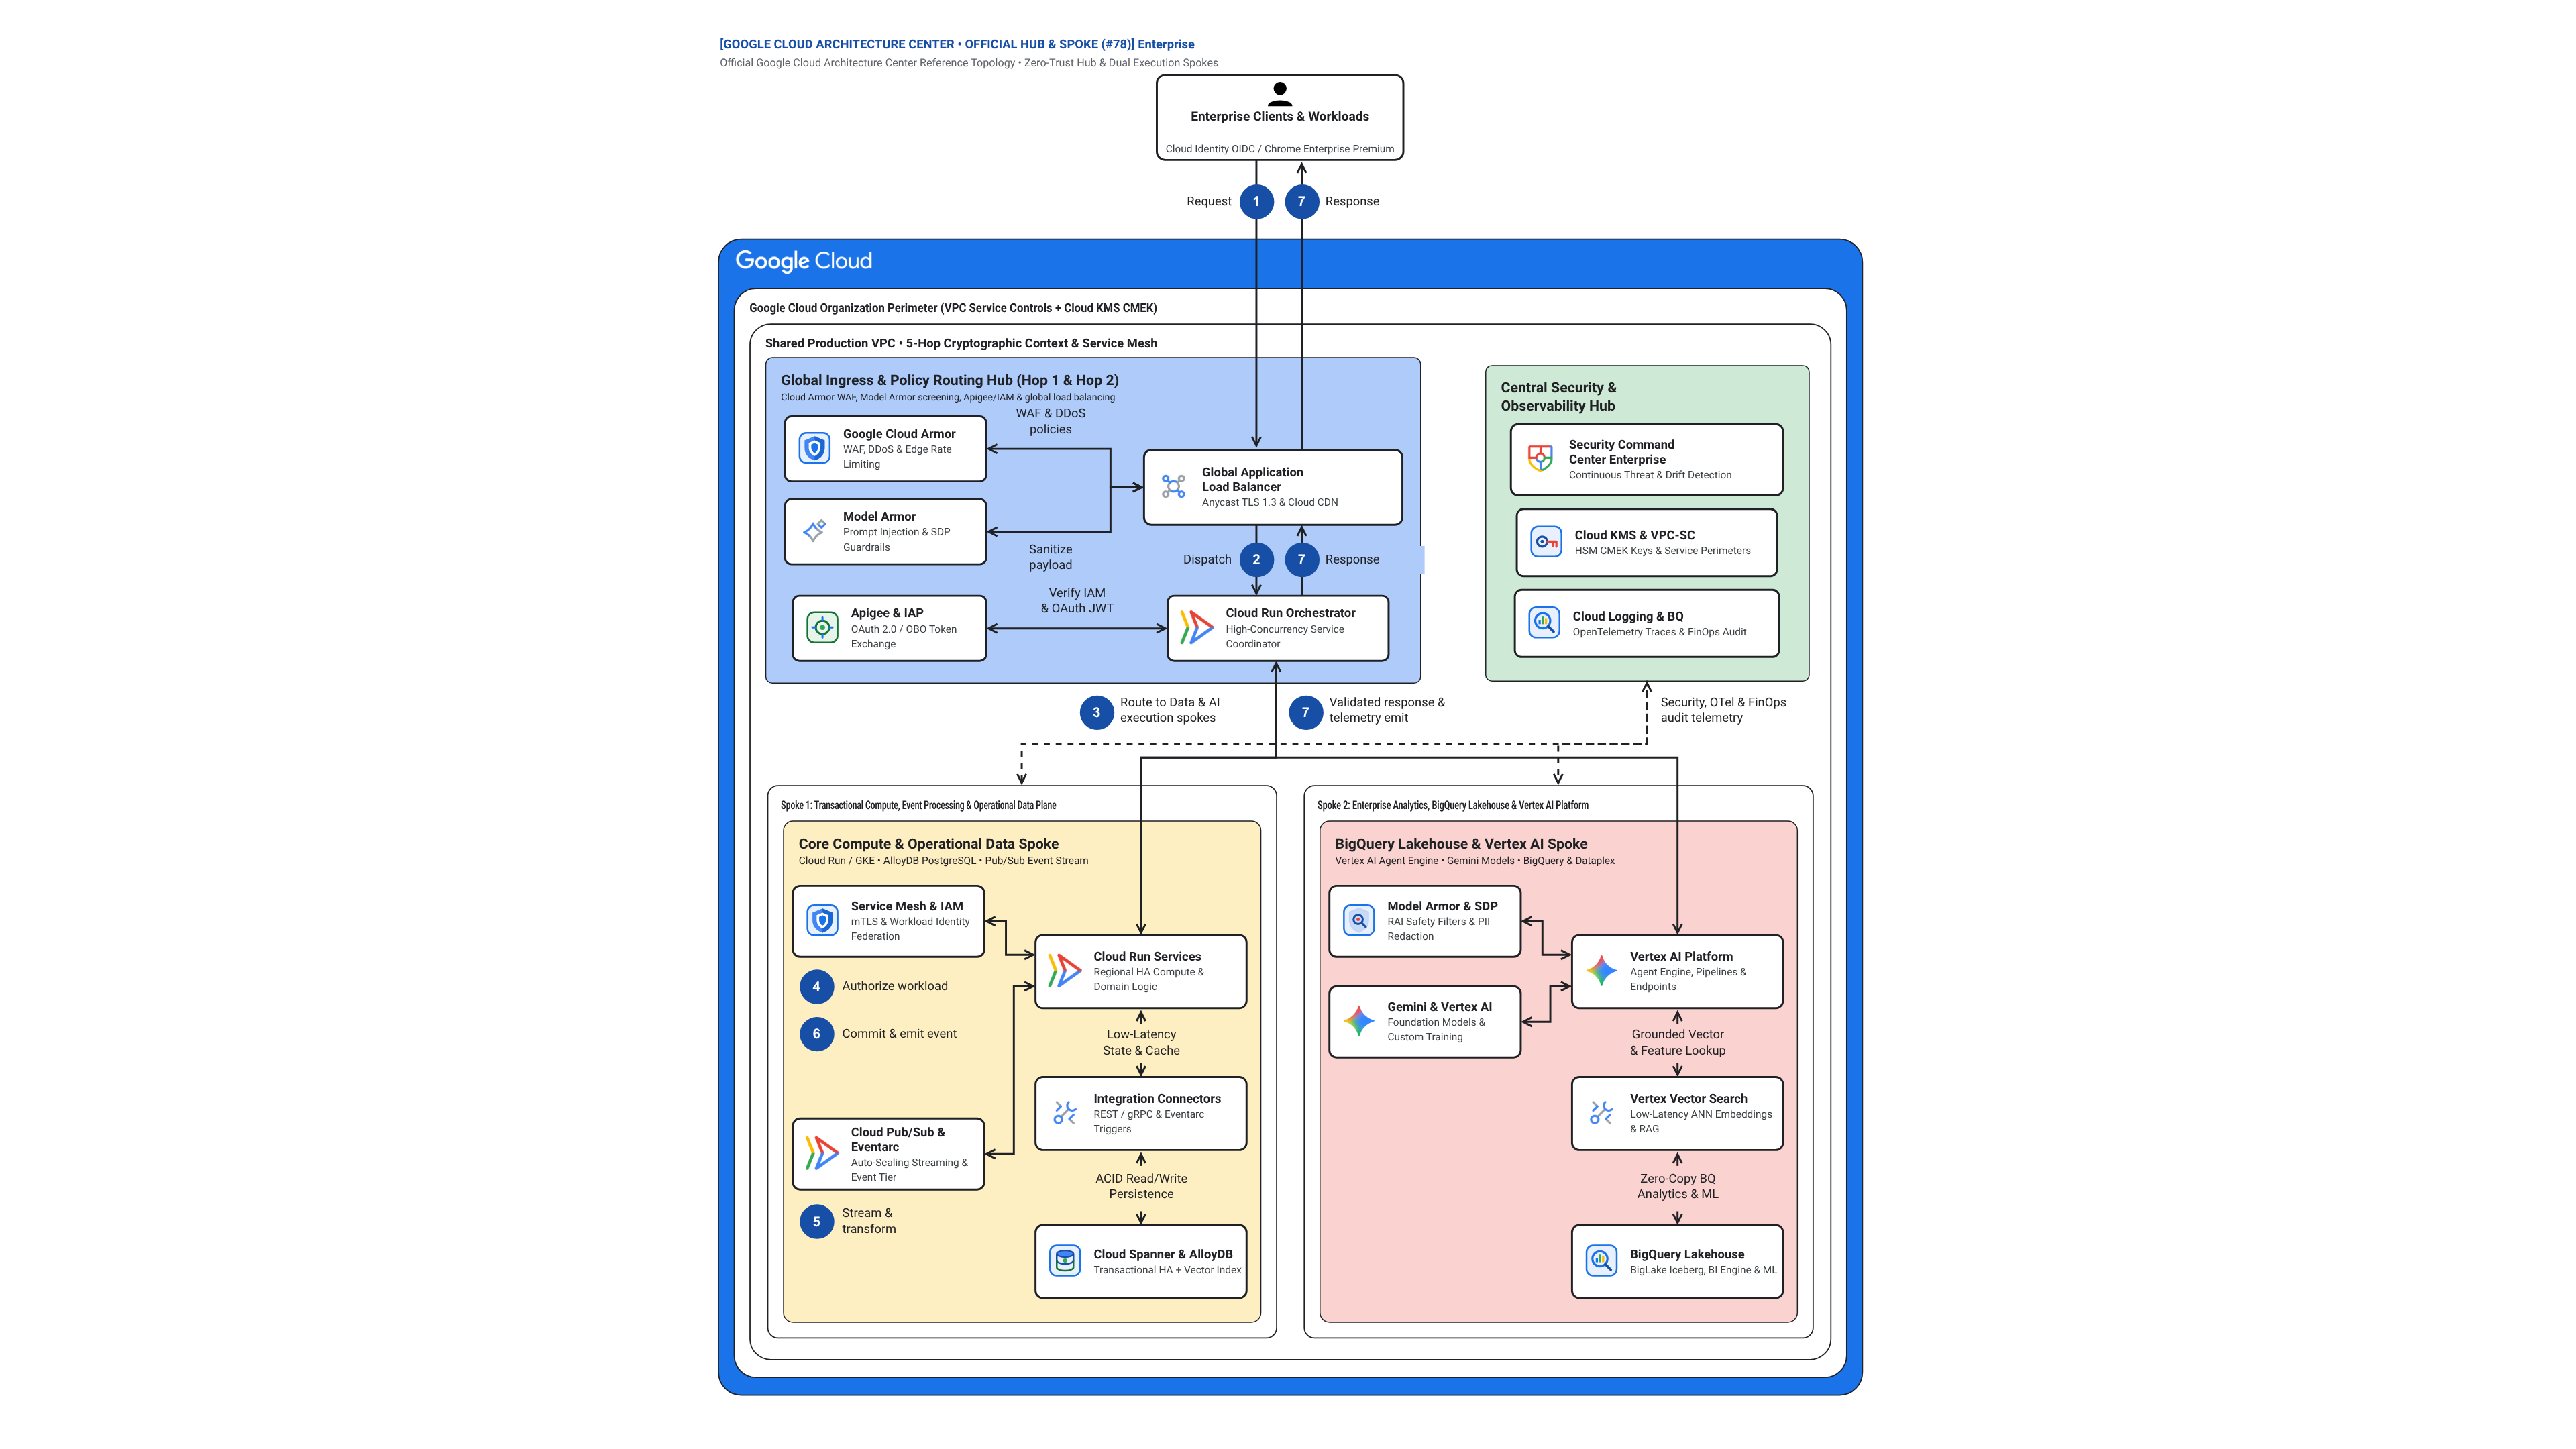 [GOOGLE CLOUD ARCHITECTURE CENTER • OFFICIAL HUB & SPOKE (#78)] Enterprise
Official Google Cloud Architecture Center Reference Topology • Zero-Trust Hub & Dual Execution Spokes
Enterprise Clients & Workloads
Cloud Identity OIDC / Chrome Enterprise Premium
Request
1
7
Response
Google Cloud
Google Cloud Organization Perimeter (VPC Service Controls + Cloud KMS CMEK)
Shared Production VPC • 5-Hop Cryptographic Context & Service Mesh
Global Ingress & Policy Routing Hub (Hop 1 & Hop 2)
Cloud Armor WAF, Model Armor screening, Apigee/IAM & global load balancing
WAF & DDoS
policies
Google Cloud Armor
WAF, DDoS & Edge Rate
Limiting
Global Application
Load Balancer
Anycast TLS 1.3 & Cloud CDN
Model Armor
Prompt Injection & SDP
Guardrails
Sanitize
payload
Dispatch
2
7
Response
Verify IAM
& OAuth JWT
Apigee & IAP
OAuth 2.0 / OBO Token
Exchange
Cloud Run Orchestrator
High-Concurrency Service
Coordinator
Central Security &
Observability Hub
Security Command
Center Enterprise
Continuous Threat & Drift Detection
Cloud KMS & VPC-SC
HSM CMEK Keys & Service Perimeters
Cloud Logging & BQ
OpenTelemetry Traces & FinOps Audit
3
Route to Data & AI
execution spokes
7
Validated response &
telemetry emit
Security, OTel & FinOps
audit telemetry
Spoke 1: Transactional Compute, Event Processing & Operational Data Plane
Core Compute & Operational Data Spoke
Cloud Run / GKE • AlloyDB PostgreSQL • Pub/Sub Event Stream
Service Mesh & IAM
mTLS & Workload Identity
Federation
Cloud Run Services
Regional HA Compute &
Domain Logic
4
Authorize workload
6
Commit & emit event
Low-Latency
State & Cache
Integration Connectors
REST / gRPC & Eventarc
Triggers
Cloud Pub/Sub &
Eventarc
Auto-Scaling Streaming &
Event Tier
ACID Read/Write
Persistence
5
Stream &
transform
Cloud Spanner & AlloyDB
Transactional HA + Vector Index
Spoke 2: Enterprise Analytics, BigQuery Lakehouse & Vertex AI Platform
BigQuery Lakehouse & Vertex AI Spoke
Vertex AI Agent Engine • Gemini Models • BigQuery & Dataplex
Model Armor & SDP
RAI Safety Filters & PII
Redaction
Vertex AI Platform
Agent Engine, Pipelines &
Endpoints
Gemini & Vertex AI
Foundation Models &
Custom Training
Grounded Vector
& Feature Lookup
Vertex Vector Search
Low-Latency ANN Embeddings
& RAG
Zero-Copy BQ
Analytics & ML
BigQuery Lakehouse
BigLake Iceberg, BI Engine & ML